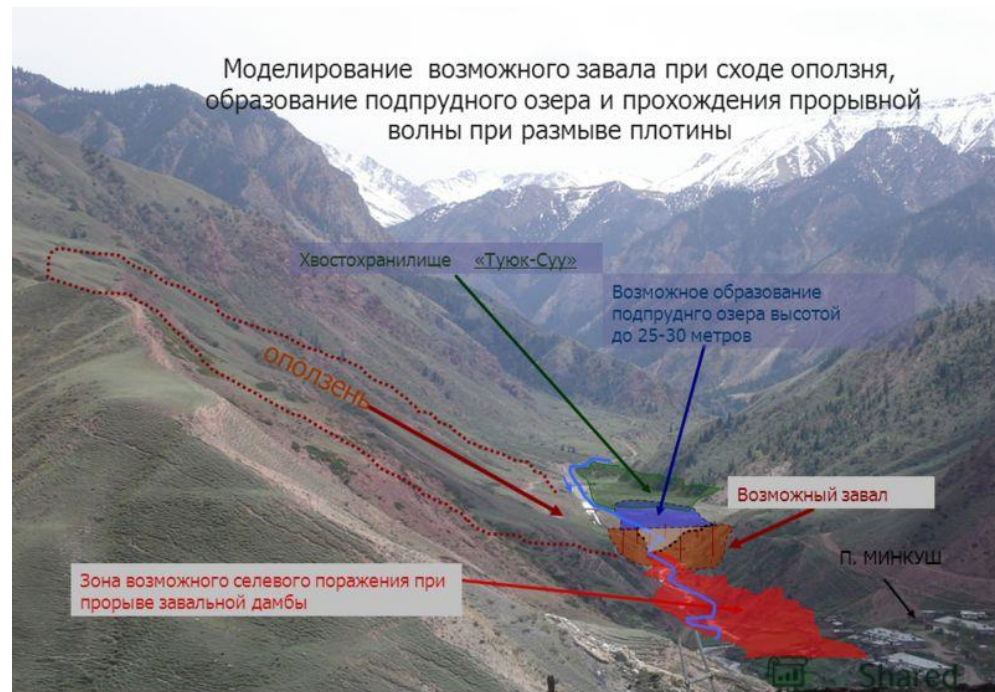 Моделирование возможного завала при сходе оползня,
образование подпрудного озера и прохождения прорывной
волны при размыве плотины
Хвостохранилище «Туюк-Суу»
Возможное образование
подпруднго озера высотой
до 25-30 метров
оползень
Возможный завал
П. МИНКУШ
Зона возможного селевого поражения при
прорыве завальной дамбы
Shared